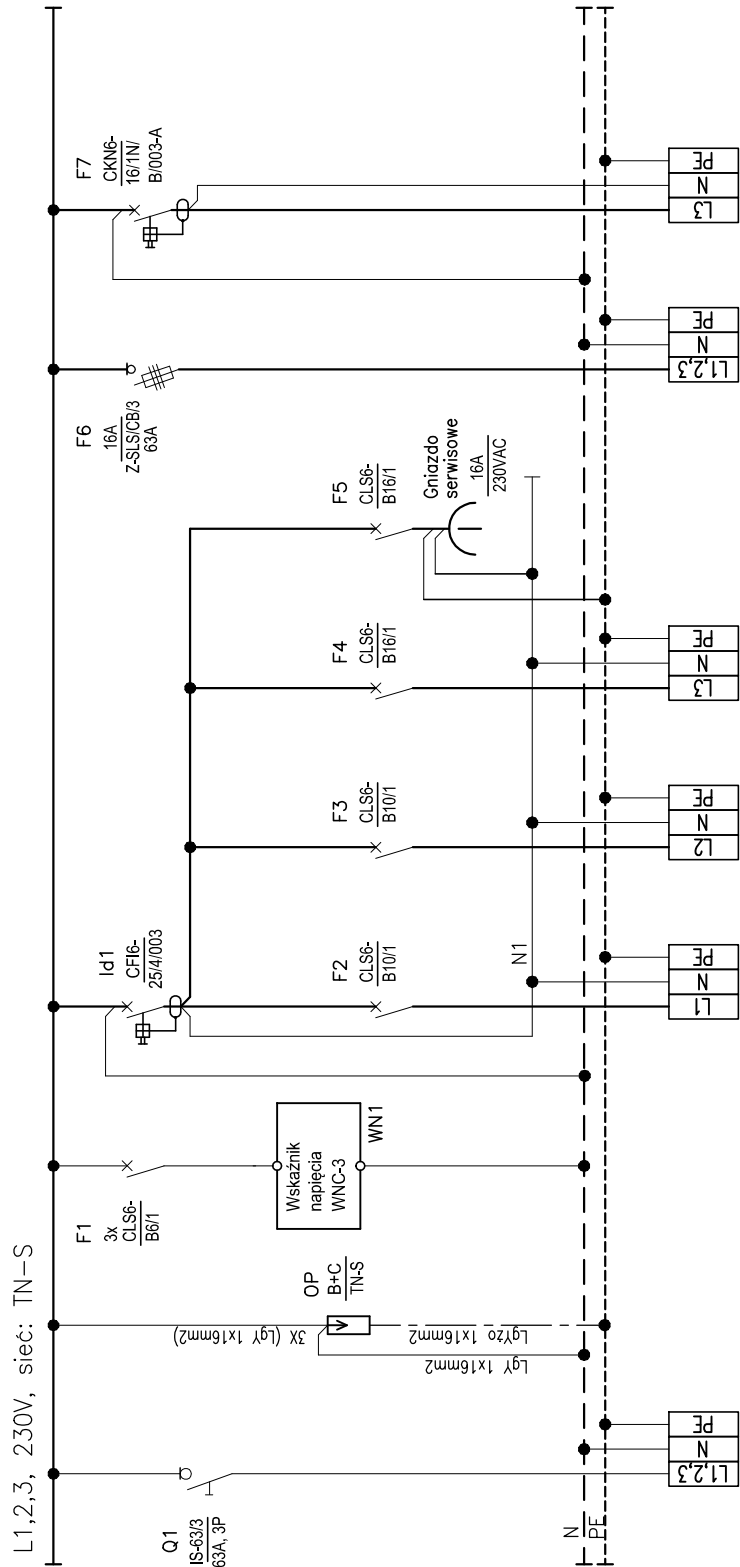 L1,2,3, 230V, sieć: TN-S
Q1
IS-63/3
63A, 3P
N
PE
L1,2,3
N
PE
OP
B+C
TN-S
3X (LgY 1x16mm2)
LgYżo 1x16mm2
LgY 1x16mm2
F1
3x
CLS6-
B6/1
Wskaźnik
napięcia
WNC-3
WN1
Id1
CFI6-
25/4/003
F2
CLS6-
B10/1
N1
L1
N
PE
F3
CLS6-
B10/1
L2
N
PE
F4
CLS6-
B16/1
L3
N
PE
F5
CLS6-
B16/1
Gniazdo
serwisowe
16A
230VAC
F6
16A
Z-SLS/CB/3
63A
L1,2,3
N
PE
F7
CKN6-
16/1N/
B/003-A
L3
N
PE